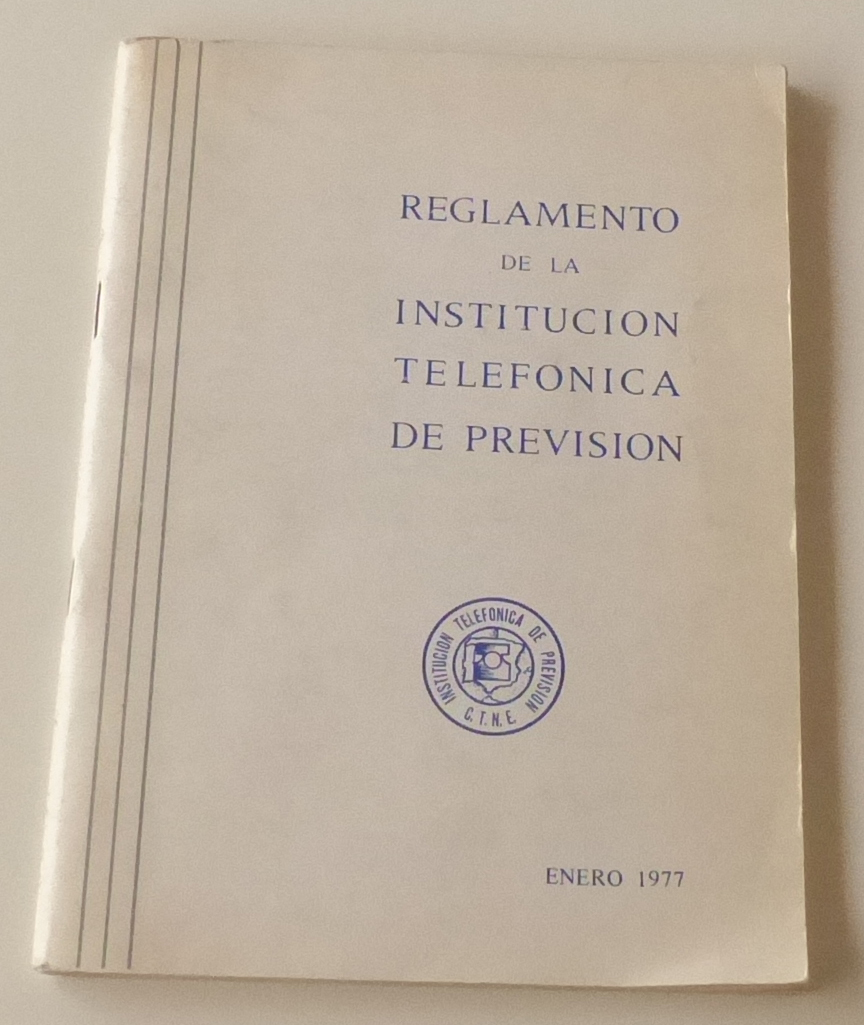 REGLAMENTO
DE LA
INSTITUCION
TELEFONICA
DE PREVISION
INSTITUCION TELEFONICA DE PREVISION
C.T.N.E.
ENERO 1977